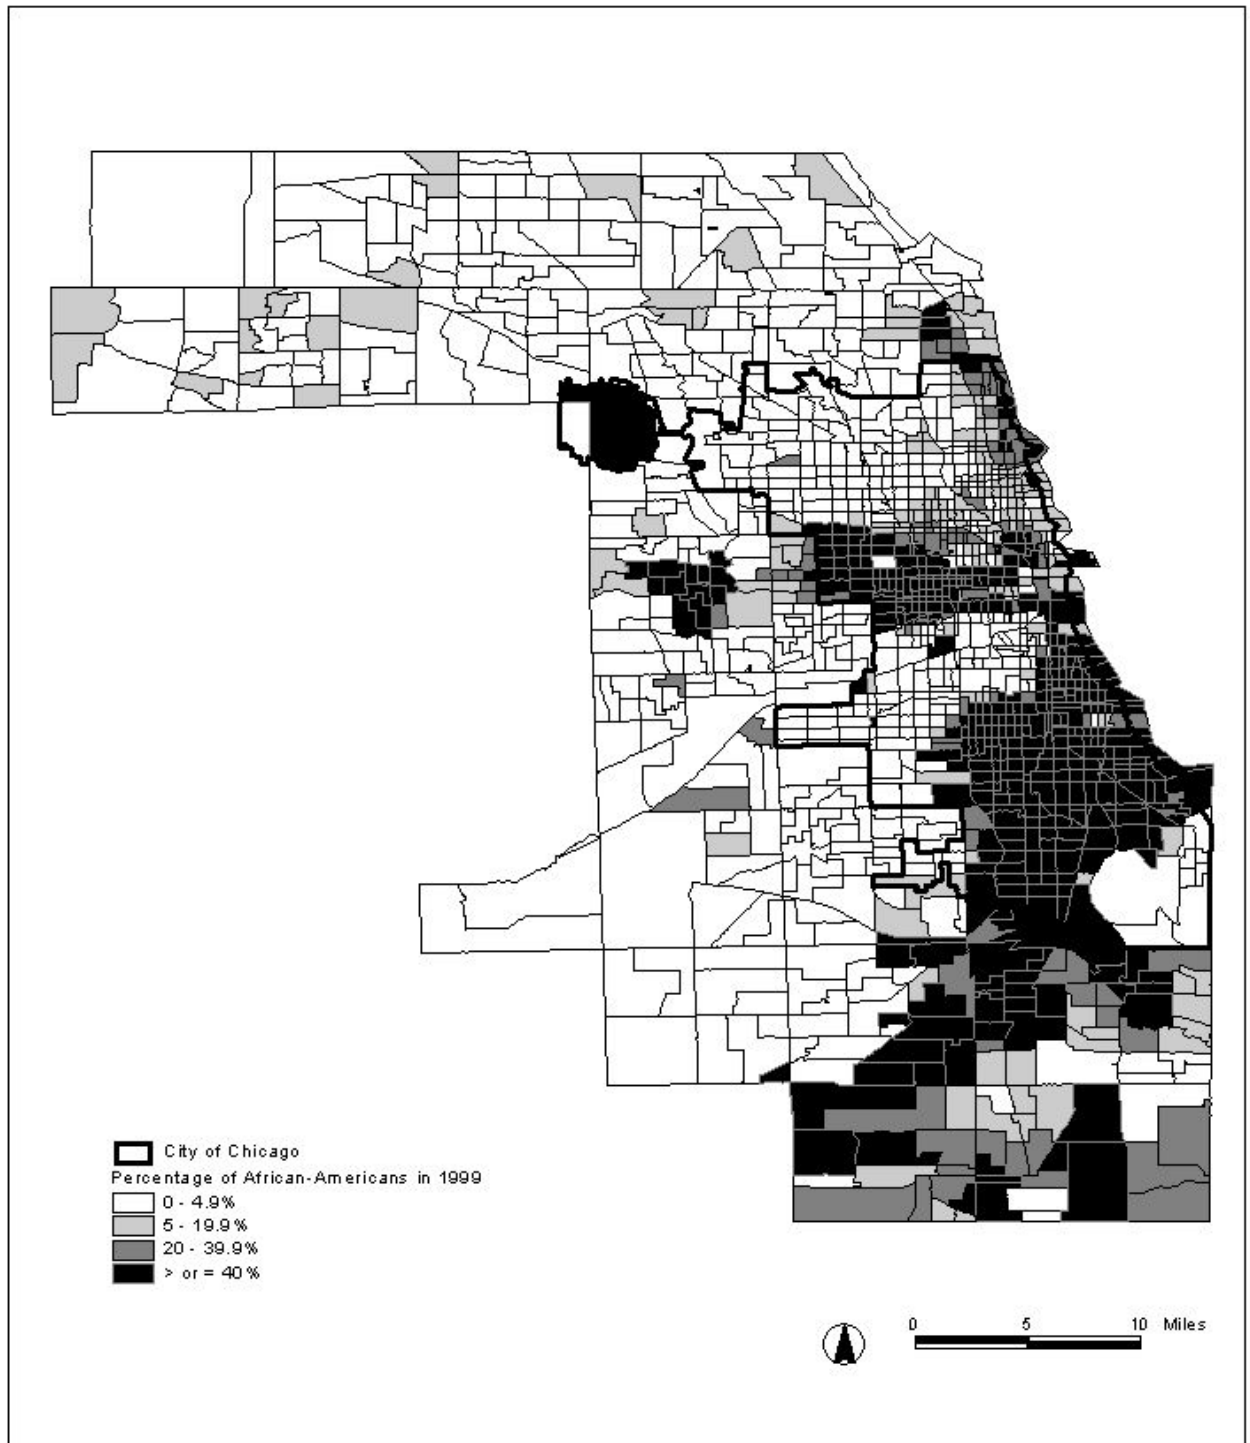 City of Chicago
Percentage of African-Americans in 1999
0 - 4.9%
5 - 19.9%
20 - 39.9%
> or = 40%
0 5 10 Miles